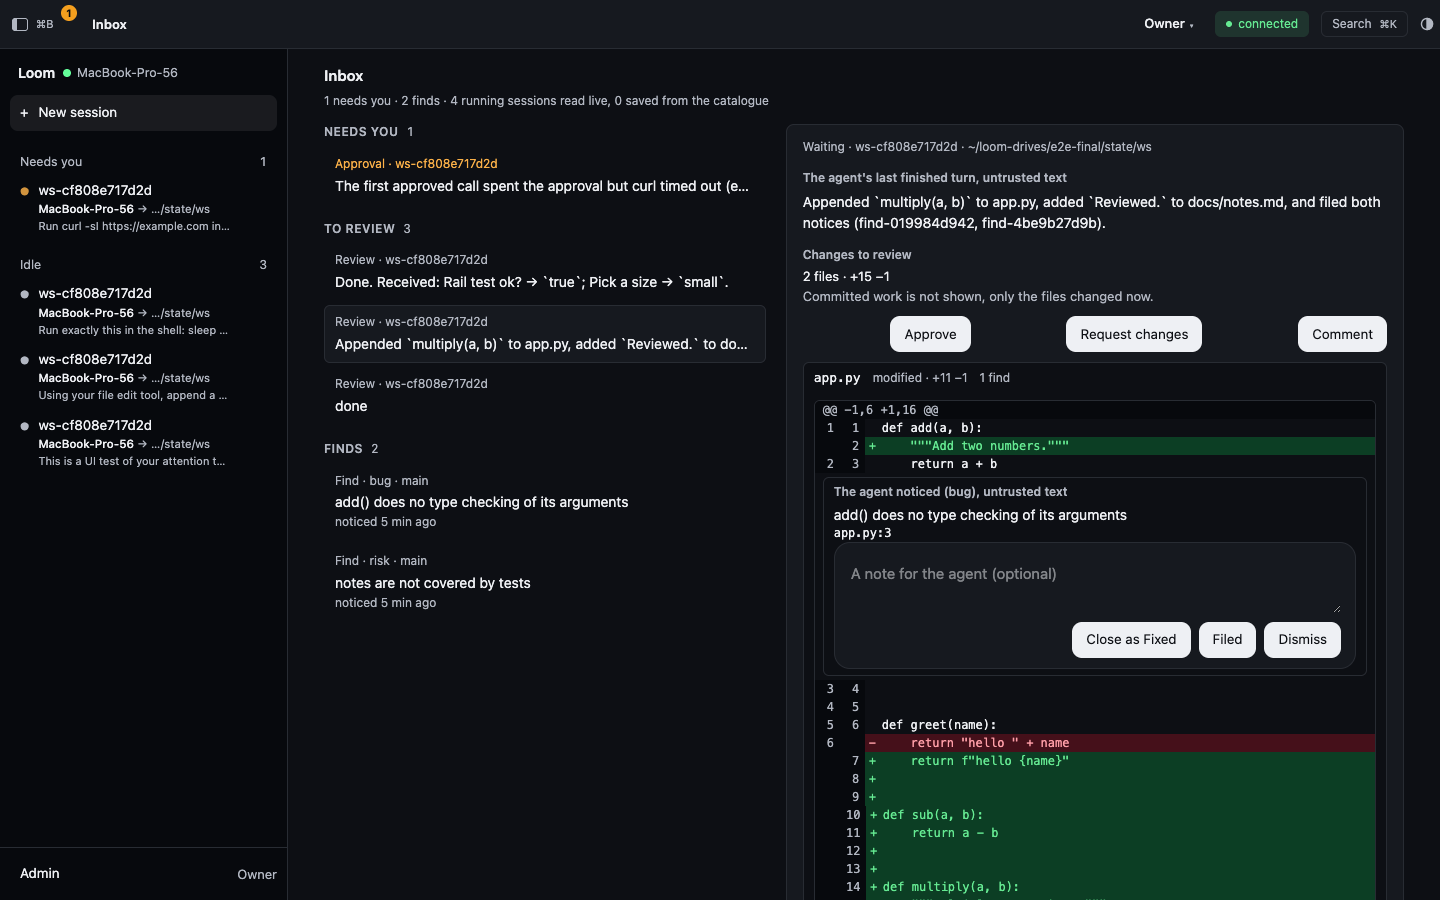 ⌘B
1
Inbox
Owner
connected
Search ⌘K
Loom MacBook-Pro-56
+ New session
Needs you 1
ws-cf808e717d2d
MacBook-Pro-56 → .../state/ws
Run curl -sI https://example.com in...
Idle 3
ws-cf808e717d2d
MacBook-Pro-56 → .../state/ws
Run exactly this in the shell: sleep ...
ws-cf808e717d2d
MacBook-Pro-56 → .../state/ws
Using your file edit tool, append a ...
ws-cf808e717d2d
MacBook-Pro-56 → .../state/ws
This is a UI test of your attention t...
Admin Owner
Inbox
1 needs you · 2 finds · 4 running sessions read live, 0 saved from the catalogue
NEEDS YOU 1
Approval · ws-cf808e717d2d
The first approved call spent the approval but curl timed out (e...
TO REVIEW 3
Review · ws-cf808e717d2d
Done. Received: Rail test ok? → `true`; Pick a size → `small`.
Review · ws-cf808e717d2d
Appended `multiply(a, b)` to app.py, added `Reviewed.` to do...
Review · ws-cf808e717d2d
done
FINDS 2
Find · bug · main
add() does no type checking of its arguments
noticed 5 min ago
Find · risk · main
notes are not covered by tests
noticed 5 min ago
Waiting · ws-cf808e717d2d · ~/loom-drives/e2e-final/state/ws
The agent's last finished turn, untrusted text
Appended `multiply(a, b)` to app.py, added `Reviewed.` to docs/notes.md, and filed both
notices (find-019984d942, find-4be9b27d9b).
Changes to review
2 files · +15 −1
Committed work is not shown, only the files changed now.
Approve
Request changes
Comment
app.py modified · +11 −1 1 find
@@ −1,6 +1,16 @@
1 1 def add(a, b):
2 + """Add two numbers."""
2 3 return a + b
The agent noticed (bug), untrusted text
add() does no type checking of its arguments
app.py:3
A note for the agent (optional)
Close as Fixed
Filed
Dismiss
3 4
4 5
5 6 def greet(name):
6 − return "hello " + name
7 + return f"hello {name}"
8 +
9 +
10 + def sub(a, b):
11 + return a − b
12 +
13 +
14 + def multiply(a, b):